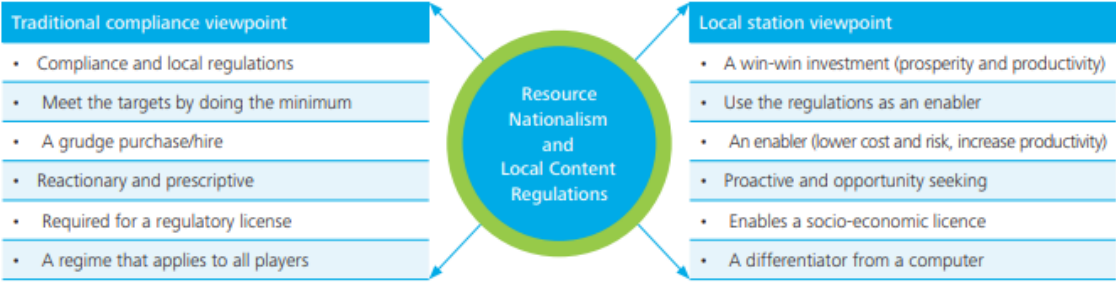 Traditional compliance viewpoint
• Compliance and local regulations
• Meet the targets by doing the minimum
• A grudge purchase/hire
• Reactionary and prescriptive
• Required for a regulatory license
• A regime that applies to all players
Resource
Nationalism
and
Local Content
Regulations
Local station viewpoint
• A win-win investment (prosperity and productivity)
• Use the regulations as an enabler
• An enabler (lower cost and risk, increase productivity)
• Proactive and opportunity seeking
• Enables a socio-economic licence
• A differentiator from a computer